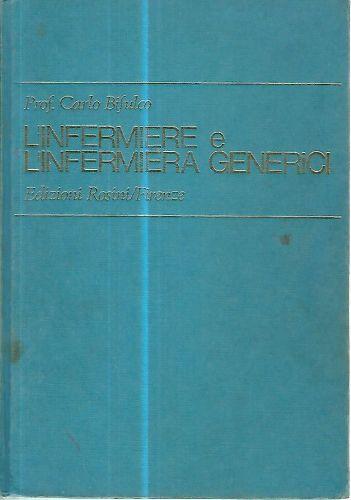 Prof. Carlo Bifulco
L'INFERMIERE e
L'INFERMIERA GENERICI
Edizioni Rosini/Firenze